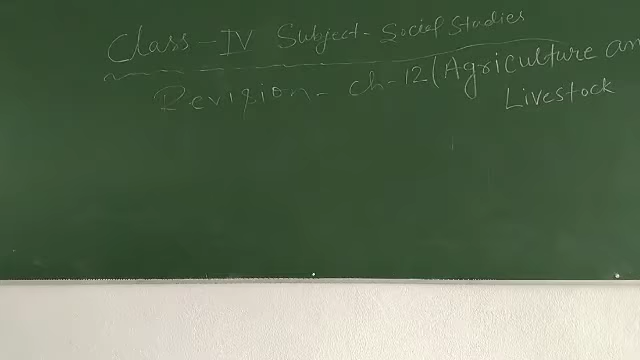 Class - IV Subject - Social Studies
Revision - Ch-12 (Agriculture an
Livestock